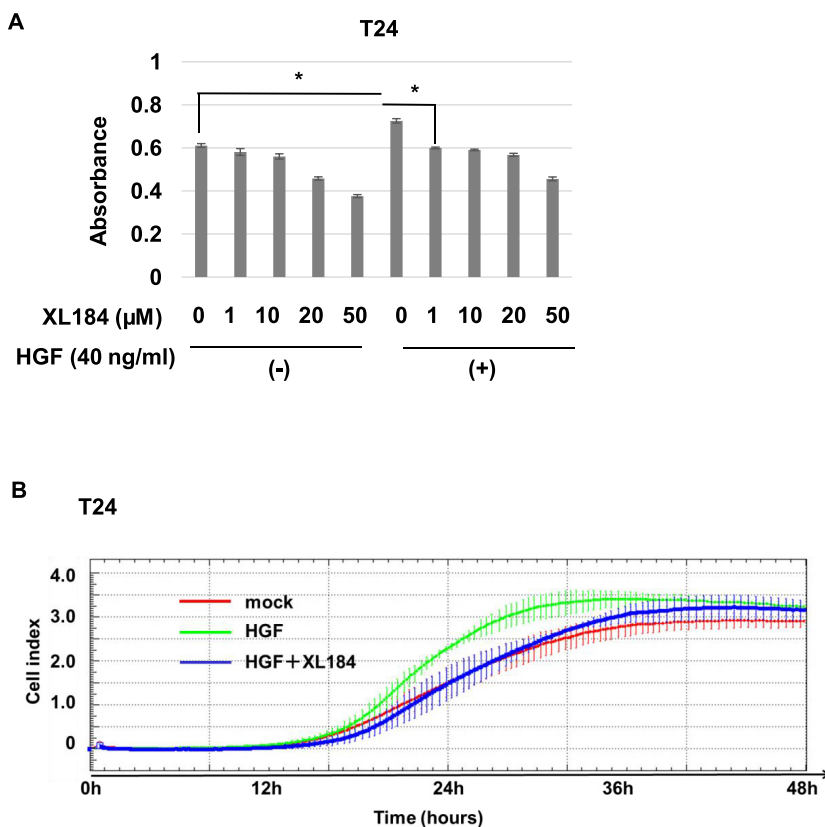 A
T24
1
0.8
0.6
0.4
0.2
0
Absorbance
*
*
XL184 (μM) 0 1 10 20 50 0 1 10 20 50
HGF (40 ng/ml) (-) (+)
B
T24
4.0
3.0
2.0
1.0
0
Cell index
mock
HGF
HGF+XL184
0h 12h 24h 36h 48h
Time (hours)